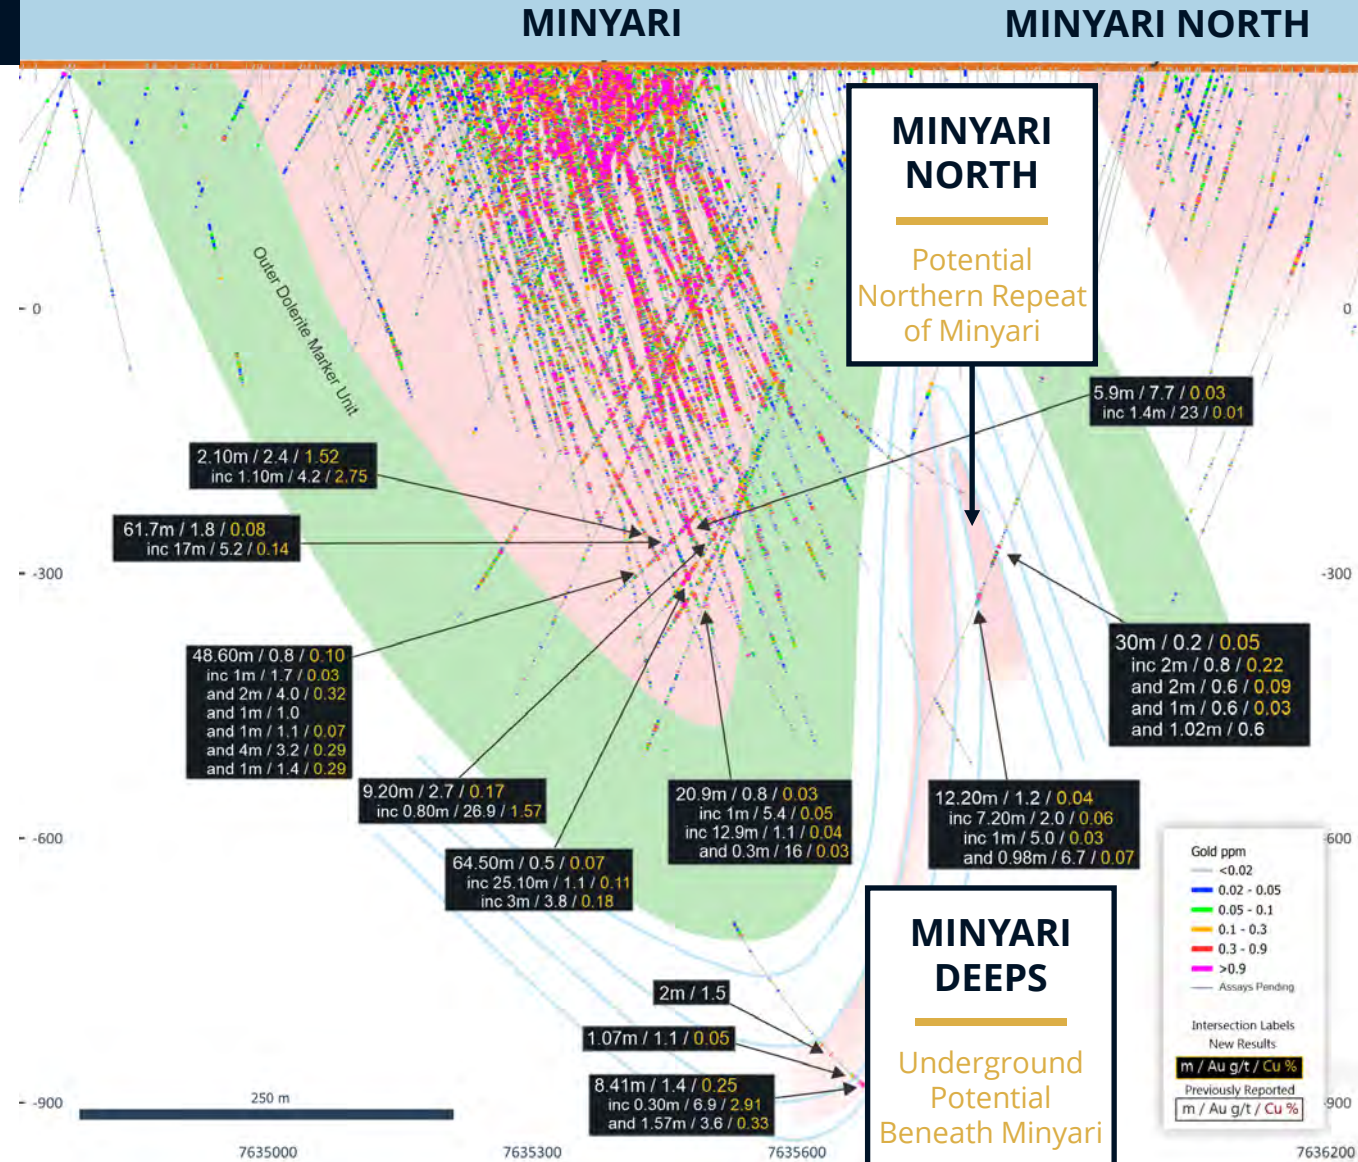 MINYARI
MINYARI NORTH
MINYARI
NORTH
Potential
Northern Repeat
of Minyari
Outer Dolerite Marker Unit
0
0
5.9m / 7.7 / 0.03
inc 1.4m / 23 / 0.01
2.10m / 2.4 / 1.52
inc 1.10m / 4.2 / 2.75
61.7m / 1.8 / 0.08
inc 17m / 5.2 / 0.14
-300
-300
48.60m / 0.8 / 0.10
inc 1m / 1.7 / 0.03
and 2m / 4.0 / 0.32
and 1m / 1.0
and 1m / 1.1 / 0.07
and 4m / 3.2 / 0.29
and 1m / 1.4 / 0.29
30m / 0.2 / 0.05
inc 2m / 0.8 / 0.22
and 2m / 0.6 / 0.09
and 1m / 0.6 / 0.03
and 1.02m / 0.6
9.20m / 2.7 / 0.17
inc 0.80m / 26.9 / 1.57
20.9m / 0.8 / 0.03
inc 1m / 5.4 / 0.05
inc 12.9m / 1.1 / 0.04
and 0.3m / 16 / 0.03
12.20m / 1.2 / 0.04
inc 7.20m / 2.0 / 0.06
inc 1m / 5.0 / 0.03
and 0.98m / 6.7 / 0.07
-600
-600
64.50m / 0.5 / 0.07
inc 25.10m / 1.1 / 0.11
inc 3m / 3.8 / 0.18
Gold ppm
<0.02
0.02 - 0.05
0.05 - 0.1
0.1 - 0.3
0.3 - 0.9
>0.9
Assays Pending
Intersection Labels
New Results
m / Au g/t / Cu %
Previously Reported
m / Au g/t / Cu %
MINYARI
DEEPS
Underground
Potential
Beneath Minyari
2m / 1.5
1.07m / 1.1 / 0.05
8.41m / 1.4 / 0.25
inc 0.30m / 6.9 / 2.91
and 1.57m / 3.6 / 0.33
-900
-900
250 m
7635000
7635300
7635600
7636200